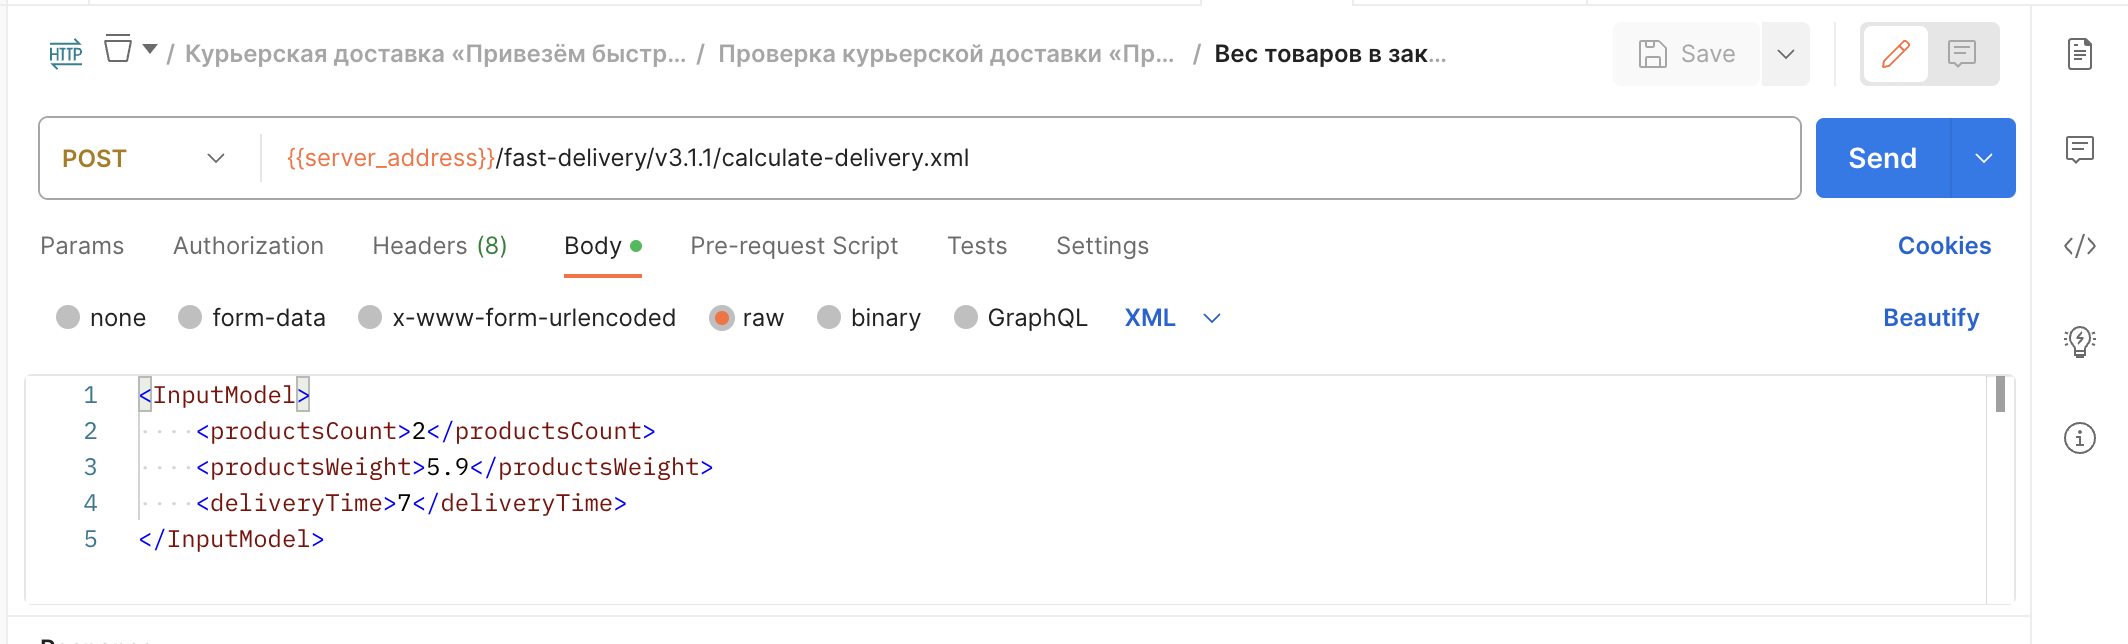 HTTP / Курьерская доставка «Привезём быстр... / Проверка курьерской доставки «Пр... / Вес товаров в зак... Save
POST {{server_address}}/fast-delivery/v3.1.1/calculate-delivery.xml Send
Params Authorization Headers (8) Body Pre-request Script Tests Settings Cookies
none form-data x-www-form-urlencoded raw binary GraphQL XML Beautify
1 <InputModel>
2 <productsCount>2</productsCount>
3 <productsWeight>5.9</productsWeight>
4 <deliveryTime>7</deliveryTime>
5 </InputModel>